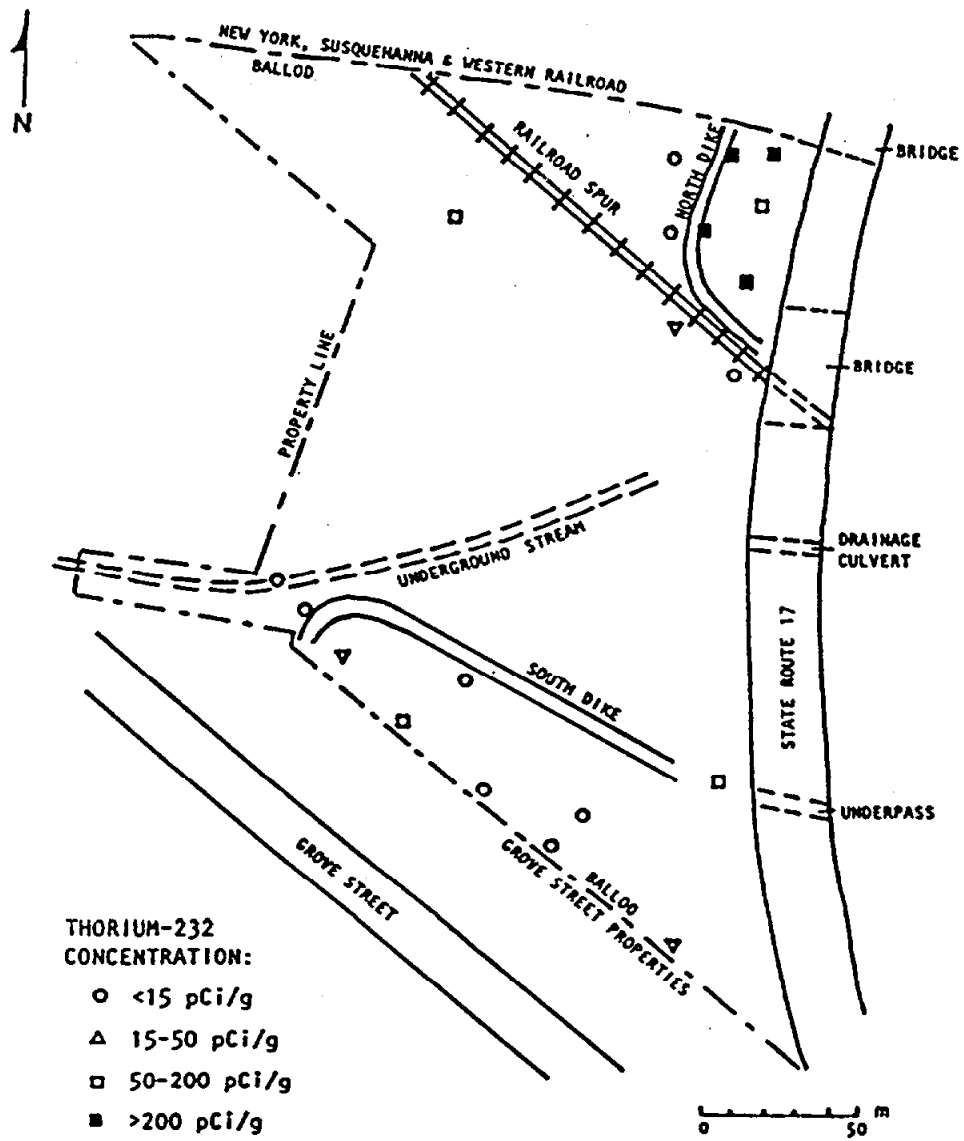 N
NEW YORK, SUSQUEHANNA & WESTERN RAILROAD
BALLOD
RAILROAD SPUR
NORTH DIKE
BRIDGE
BRIDGE
PROPERTY LINE
UNDERGROUND STREAM
DRAINAGE
CULVERT
STATE ROUTE 17
SOUTH DIKE
UNDERPASS
GROVE STREET
BALLOD
GROVE STREET PROPERTIES
THORIUM-232
CONCENTRATION:
<15 pCi/g
15-50 pCi/g
50-200 pCi/g
>200 pCi/g
m
0 50